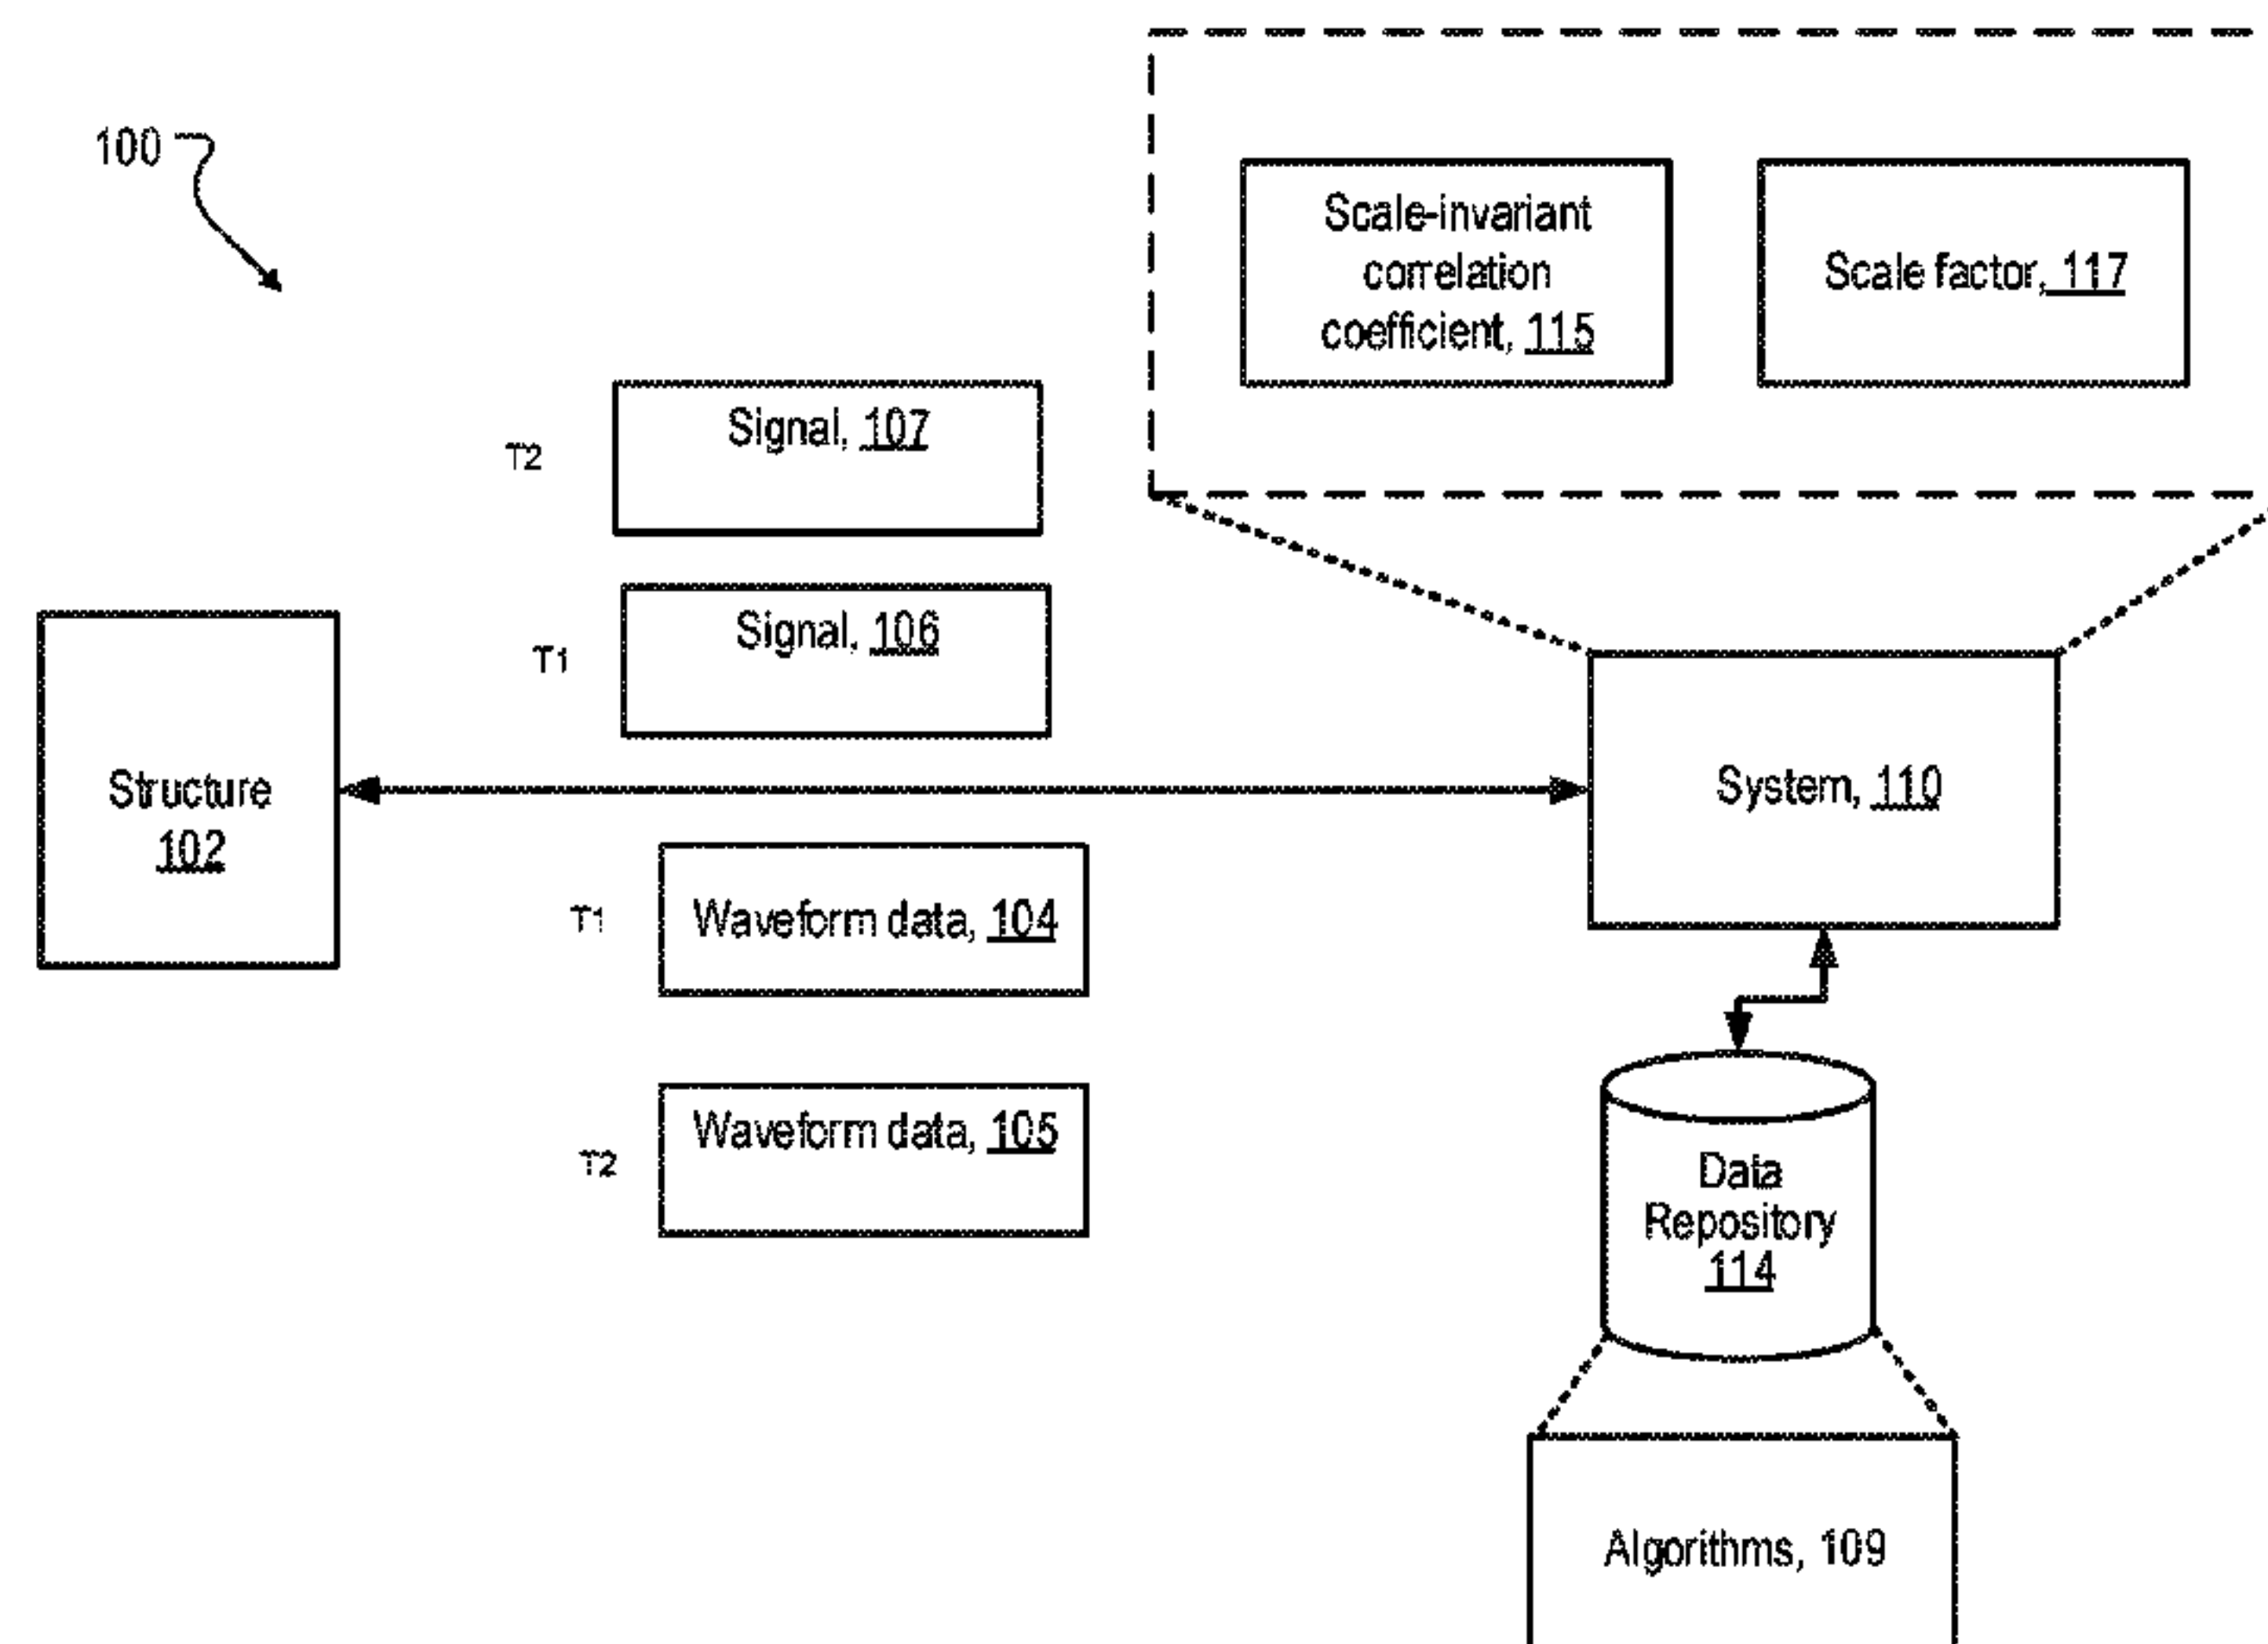 100
Scale-invariant
correlation
coefficient, 115
Scale factor, 117
T2
Signal, 107
T1
Signal, 106
Structure
102
System, 110
T1
Waveform data, 104
T2
Waveform data, 105
Data
Repository
114
Algorithms, 109